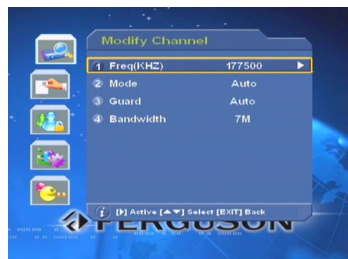 Modify Channel
1 Freq(KHZ) 177500 ▶
2 Mode Auto
3 Guard Auto
4 Bandwidth 7M
i [▶] Active [▲▼] Select [EXIT] Back
FERGUSON